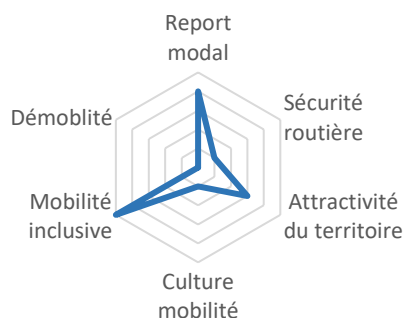 Report
modal
Sécurité
routière
Attractivité
du territoire
Culture
mobilité
Mobilité
inclusive
Démoblité